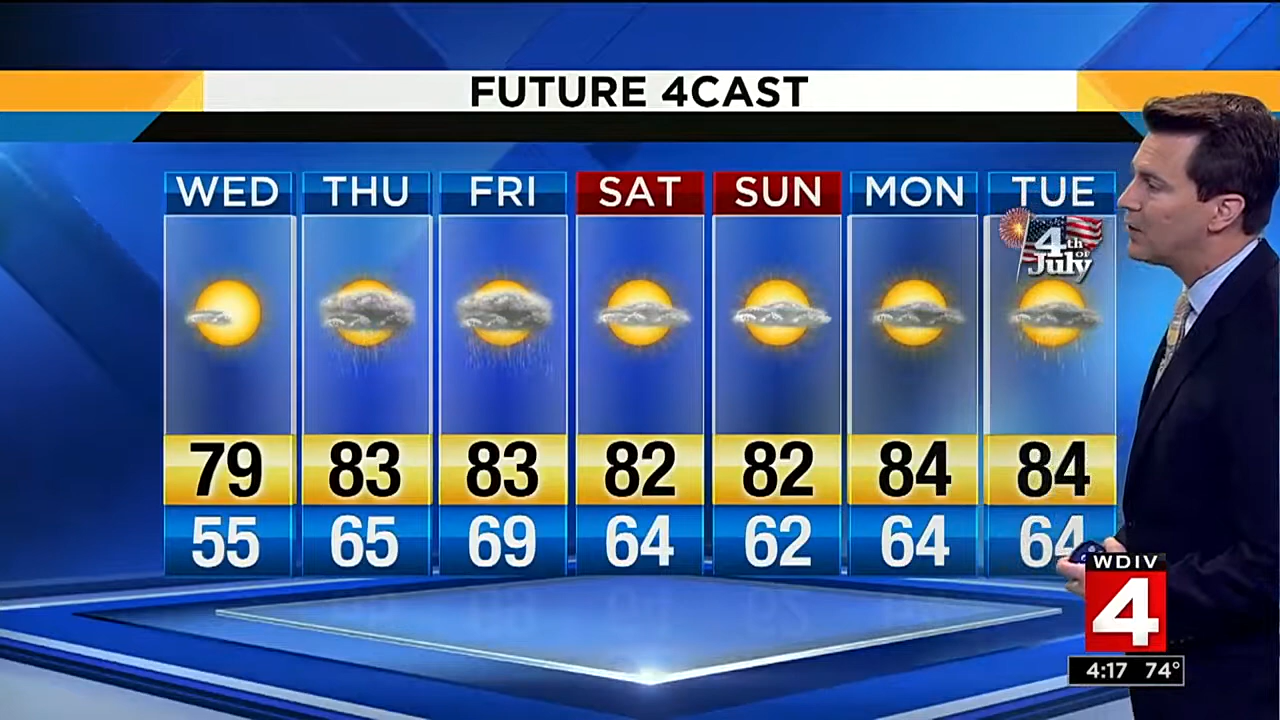 FUTURE 4CAST
WED THU FRI SAT SUN MON TUE
4th of
July
79 83 83 82 82 84 84
55 65 69 64 62 64 64
WDIV
4
4:17 74°